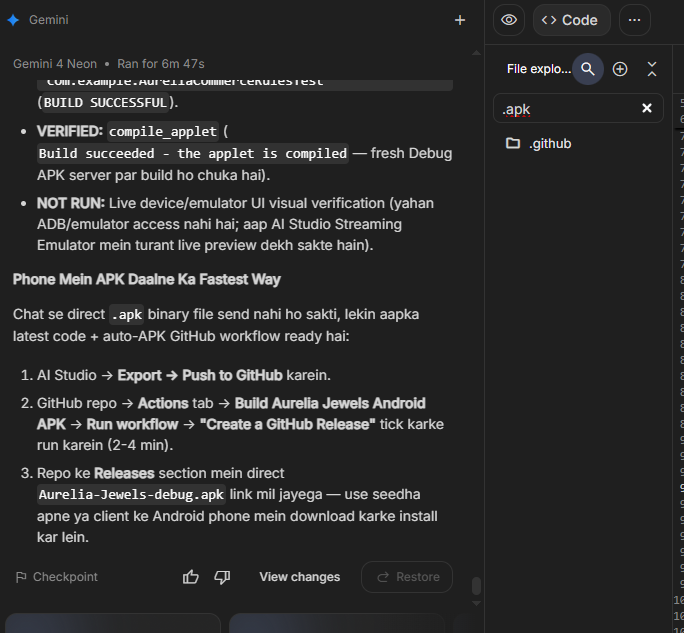 Gemini
Gemini 4 Neon • Ran for 6m 47s
com.example.AureliaCommerceRulesTest
(BUILD SUCCESSFUL).
• VERIFIED: compile_applet (
Build succeeded - the applet is compiled — fresh Debug
APK server par build ho chuka hai).
• NOT RUN: Live device/emulator UI visual verification (yahan
ADB/emulator access nahi hai; aap AI Studio Streaming
Emulator mein turant live preview dekh sakte hain).
Phone Mein APK Daalne Ka Fastest Way
Chat se direct .apk binary file send nahi ho sakti, lekin aapka
latest code + auto-APK GitHub workflow ready hai:
1. AI Studio → Export → Push to GitHub karein.
2. GitHub repo → Actions tab → Build Aurelia Jewels Android
APK → Run workflow → "Create a GitHub Release" tick karke
run karein (2-4 min).
3. Repo ke Releases section mein direct
Aurelia-Jewels-debug.apk link mil jayega — use seedha
apne ya client ke Android phone mein download karke install
kar lein.
Checkpoint
View changes
Restore
Code
File explo...
.apk
.github